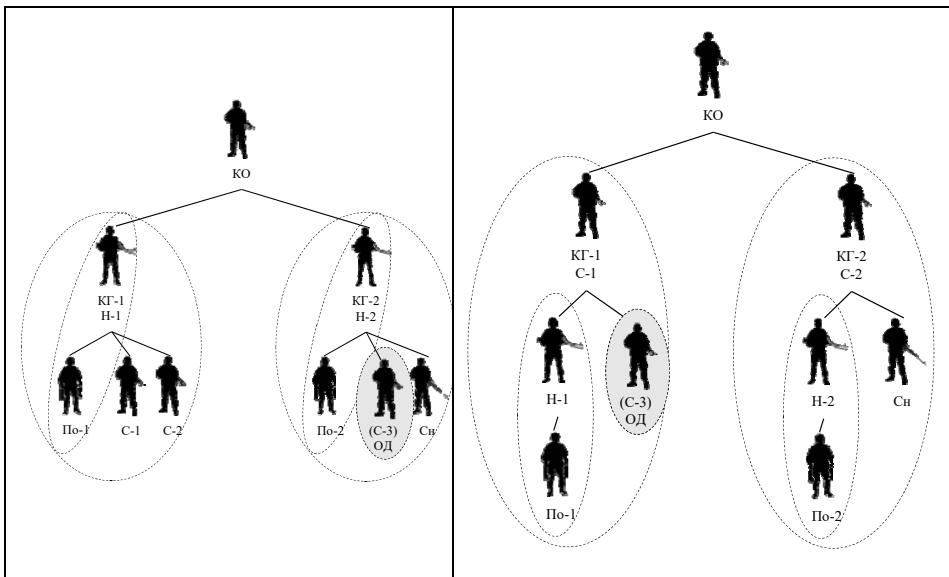 КО
КГ-1
Н-1
КГ-2
Н-2
По-1
С-1
С-2
По-2
(С-3)
ОД
Сн
КО
КГ-1
С-1
КГ-2
С-2
Н-1
(С-3)
ОД
Н-2
Сн
По-1
По-2